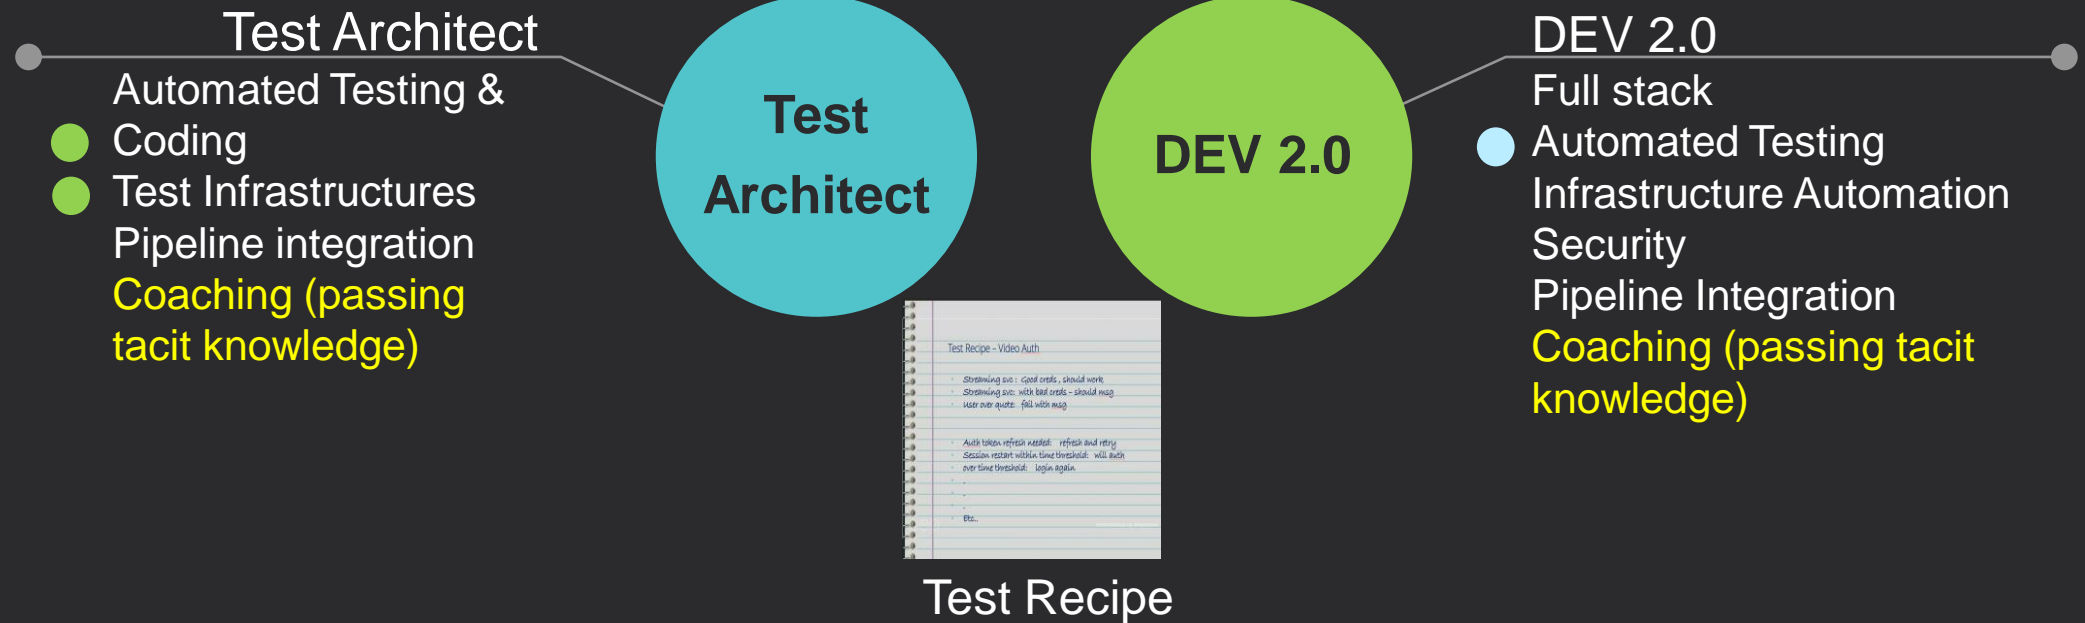 Test Architect
Automated Testing &
Coding
Test Infrastructures
Pipeline integration
Coaching (passing
tacit knowledge)
Test
Architect
DEV 2.0
DEV 2.0
Full stack
Automated Testing
Infrastructure Automation
Security
Pipeline Integration
Coaching (passing tacit
knowledge)
Test Recipe – Video Auth
Streaming svc : Good creds , should work
Streaming svc: with bad creds – should msg
User over quote: fail with msg
Auth token refresh needed: refresh and retry
Session restart within time threshold: will auth
over time threshold: login again
.
.
.
Etc..
Test Recipe